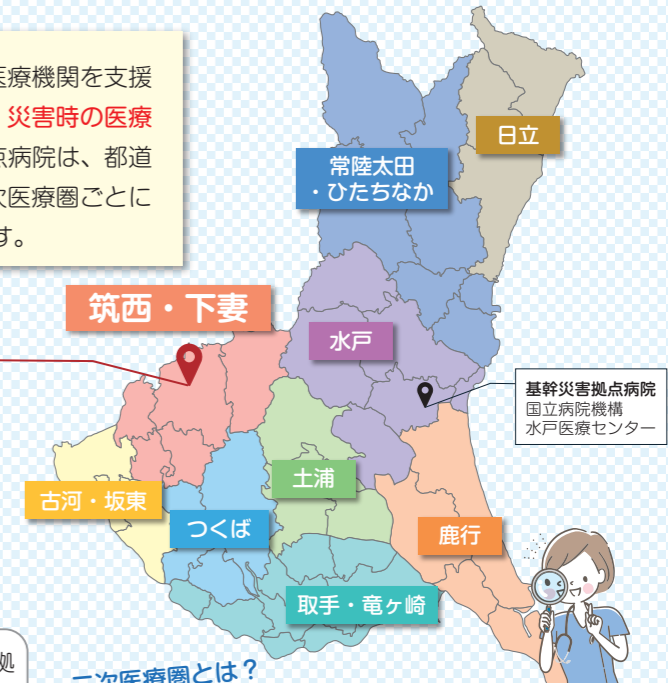 医療機関を支援
災害時の医療
点病院は、都道
次医療圏ごとに
す。
日立
常陸太田
・ひたちなか
筑西・下妻
水戸
基幹災害拠点病院
国立病院機構
水戸医療センター
土浦
古河・坂東
つくば
鹿行
取手・竜ヶ崎
処
二次医療圏とは？